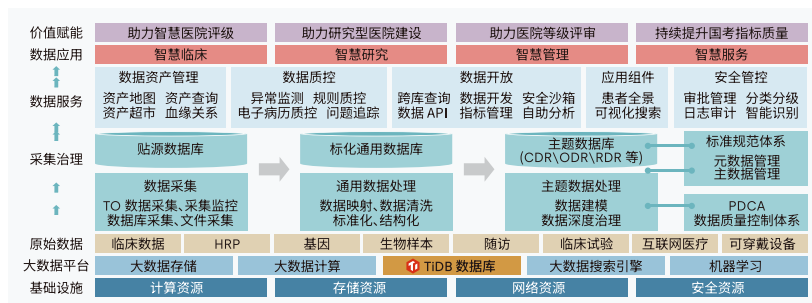 价值赋能 助力智慧医院评级 助力研究型医院建设 助力医院等级评审 持续提升国考指标质量
数据应用 智慧临床 智慧研究 智慧管理 智慧服务
数据服务
数据资产管理
资产地图 资产查询
资产超市 血缘关系
数据质控
异常监测 规则质控
电子病历质控 问题追踪
数据开放
跨库查询 数据开发 安全沙箱
数据 API 指标管理 自助分析
应用组件
患者全景
可视化搜索
安全管控
审批管理 分类分级
日志审计 智能识别
采集治理
贴源数据库
标化通用数据库
主题数据库
(CDR\ODR\RDR 等)
标准规范体系
元数据管理
主数据管理
数据采集
TO 数据采集、采集监控
数据库采集、文件采集
通用数据处理
数据映射、数据清洗
标准化、结构化
主题数据处理
数据建模
数据深度治理
PDCA
数据质量控制体系
原始数据 临床数据 HRP 基因 生物样本 随访 临床试验 互联网医疗 可穿戴设备
大数据平台 大数据存储 大数据计算 TiDB 数据库 大数据搜索引擎 机器学习
基础设施 计算资源 存储资源 网络资源 安全资源